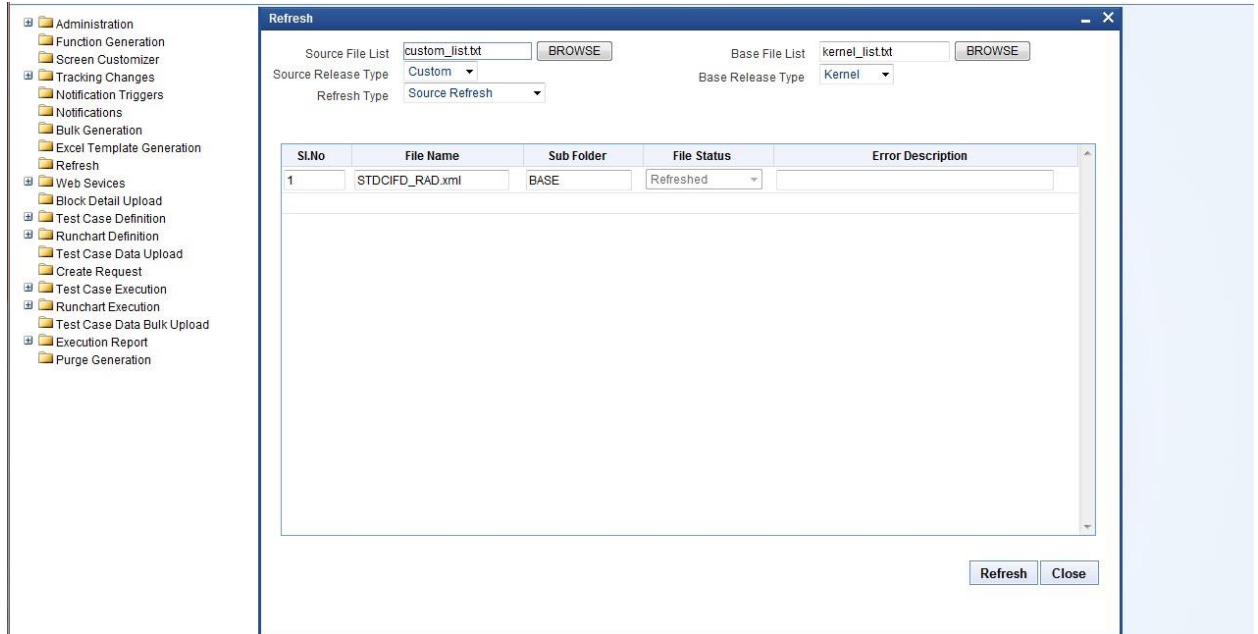 Administration
Function Generation
Screen Customizer
Tracking Changes
Notification Triggers
Notifications
Bulk Generation
Excel Template Generation
Refresh
Web Sevices
Block Detail Upload
Test Case Definition
Runchart Definition
Test Case Data Upload
Create Request
Test Case Execution
Runchart Execution
Test Case Data Bulk Upload
Execution Report
Purge Generation
Refresh
Source File List custom_list.txt BROWSE Base File List kernel_list.txt BROWSE
Source Release Type Custom Base Release Type Kernel
Refresh Type Source Refresh
Sl.No File Name Sub Folder File Status Error Description
1 STDCIFD_RAD.xml BASE Refreshed
Refresh Close